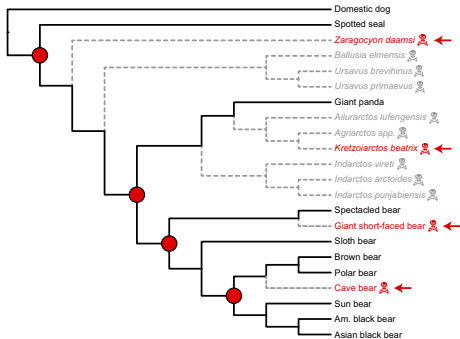 Domestic dog
Spotted seal
Zaragocyon daamsi
Ballusia elmensis
Ursavus brevihinus
Ursavus primaevus
Giant panda
Ailurarctos lufengensis
Agriarctos spp.
Kretzoiarctos beatrix
Indarctos vireti
Indarctos arctoides
Indarctos punjabiensis
Spectacled bear
Giant short-faced bear
Sloth bear
Brown bear
Polar bear
Cave bear
Sun bear
Am. black bear
Asian black bear